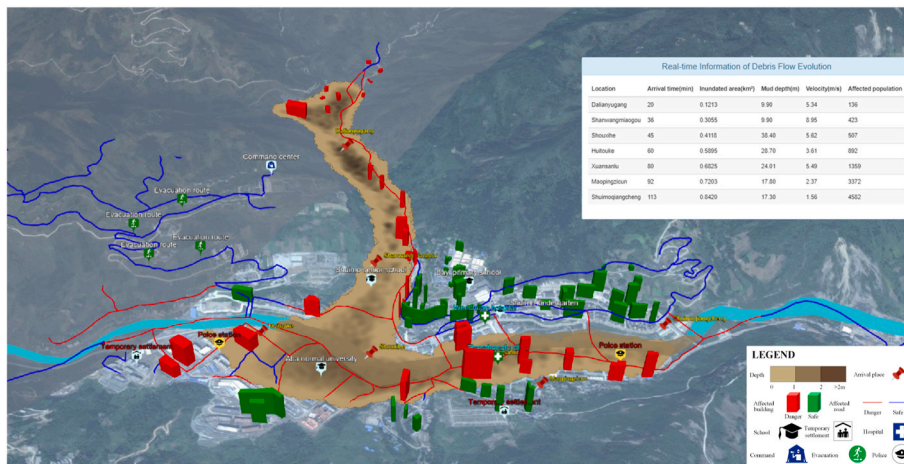 Real-time Information of Debris Flow Evolution
Location Arrival time(min) Inundated area(km²) Mud depth(m) Velocity(m/s) Affected population
Dalianyugang 20 0.1213 9.90 5.34 136
Shanwangmiaogou 36 0.3055 9.90 8.95 423
Shouxihe 45 0.4118 38.40 5.62 507
Huitouke 60 0.5895 28.70 3.61 892
Xuansanlu 80 0.6825 24.01 5.49 1359
Maopingzicun 92 0.7203 17.80 2.37 3372
Shuimoqiangcheng 113 0.8420 17.30 1.56 4582
Command center
Evacuation route
Evacuation route
Evacuation route
Evacuation route
Police station
Temporary settlement
Aba normal university
Police station
Temporary settlement
LEGEND
Depth
0 1 2 >2m
Arrival place
Affected building
Danger Safe
Affected road
Danger Safe
School
Temporary settlement
Hospital
Command
Evacuation
Police